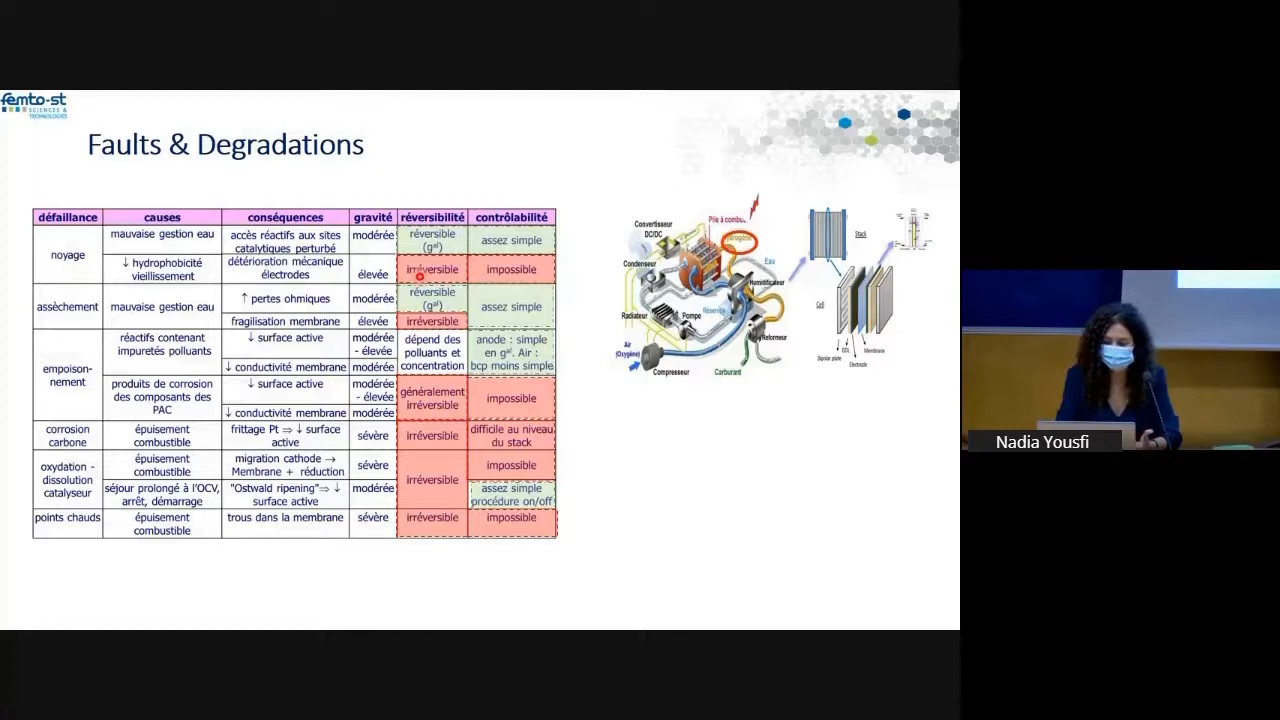 femto-st
SCIENCES &
TECHNOLOGIES
Faults & Degradations
défaillance causes conséquences gravité réversibilité contrôlabilité
noyage
mauvaise gestion eau
accès réactifs aux sites
catalytiques perturbé
modérée
réversible
(gal)
assez simple
↓ hydrophobicité
vieillissement
détérioration mécanique
électrodes
élevée
irréversible
impossible
assèchement
mauvaise gestion eau
↑ pertes ohmiques
modérée
réversible
(gal)
assez simple
fragilisation membrane
élevée
irréversible
empoison-
nement
réactifs contenant
impuretés polluants
↓ surface active
modérée
- élevée
dépend des
polluants et
concentration
anode : simple
en gal. Air :
bcp moins simple
↓ conductivité membrane
modérée
produits de corrosion
des composants des
PAC
↓ surface active
modérée
- élevée
généralement
irréversible
impossible
↓ conductivité membrane
modérée
corrosion
carbone
épuisement
combustible
frittage Pt ⇒ ↓ surface
active
sévère
irréversible
difficile au niveau
du stack
oxydation -
dissolution
catalyseur
épuisement
combustible
migration cathode →
Membrane + réduction
sévère
irréversible
impossible
séjour prolongé à l'OCV,
arrêt, démarrage
"Ostwald ripening"⇒ ↓
surface active
modérée
assez simple
procédure on/off
points chauds
épuisement
combustible
trous dans la membrane
sévère
irréversible
impossible
Convertisseur
DC/DC
Pile à combus
Condenseur
Eau
Humidificateur
Radiateur
Pompe
Réformeur
Air
(Oxygène)
Compresseur
Carburant
Stack
Cell
Bipolar plate
GDL
Electrode
Membrane
Nadia Yousfi